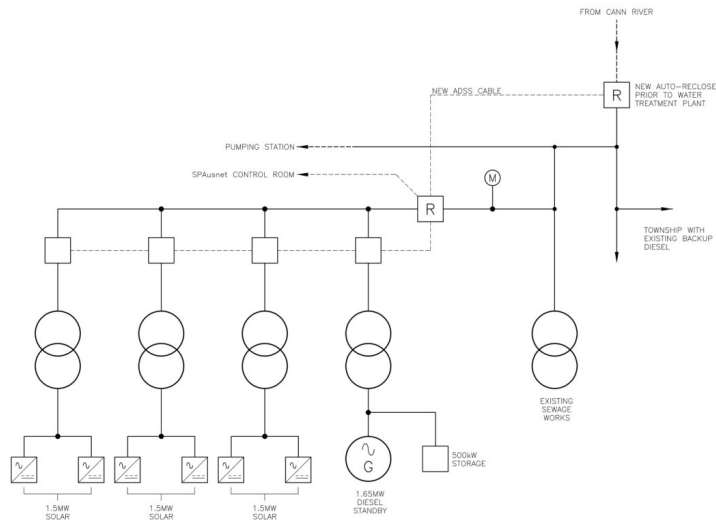 FROM CANN RIVER
R
NEW AUTO-RECLOSE
PRIOR TO WATER
TREATMENT PLANT
NEW ADSS CABLE
PUMPING STATION
SPAusnet CONTROL ROOM
M
R
TOWNSHIP WITH
EXISTING BACKUP
DIESEL
EXISTING
SEWAGE
WORKS
G
500kW
STORAGE
1.5MW
SOLAR
1.5MW
SOLAR
1.5MW
SOLAR
1.65MW
DIESEL
STANDBY